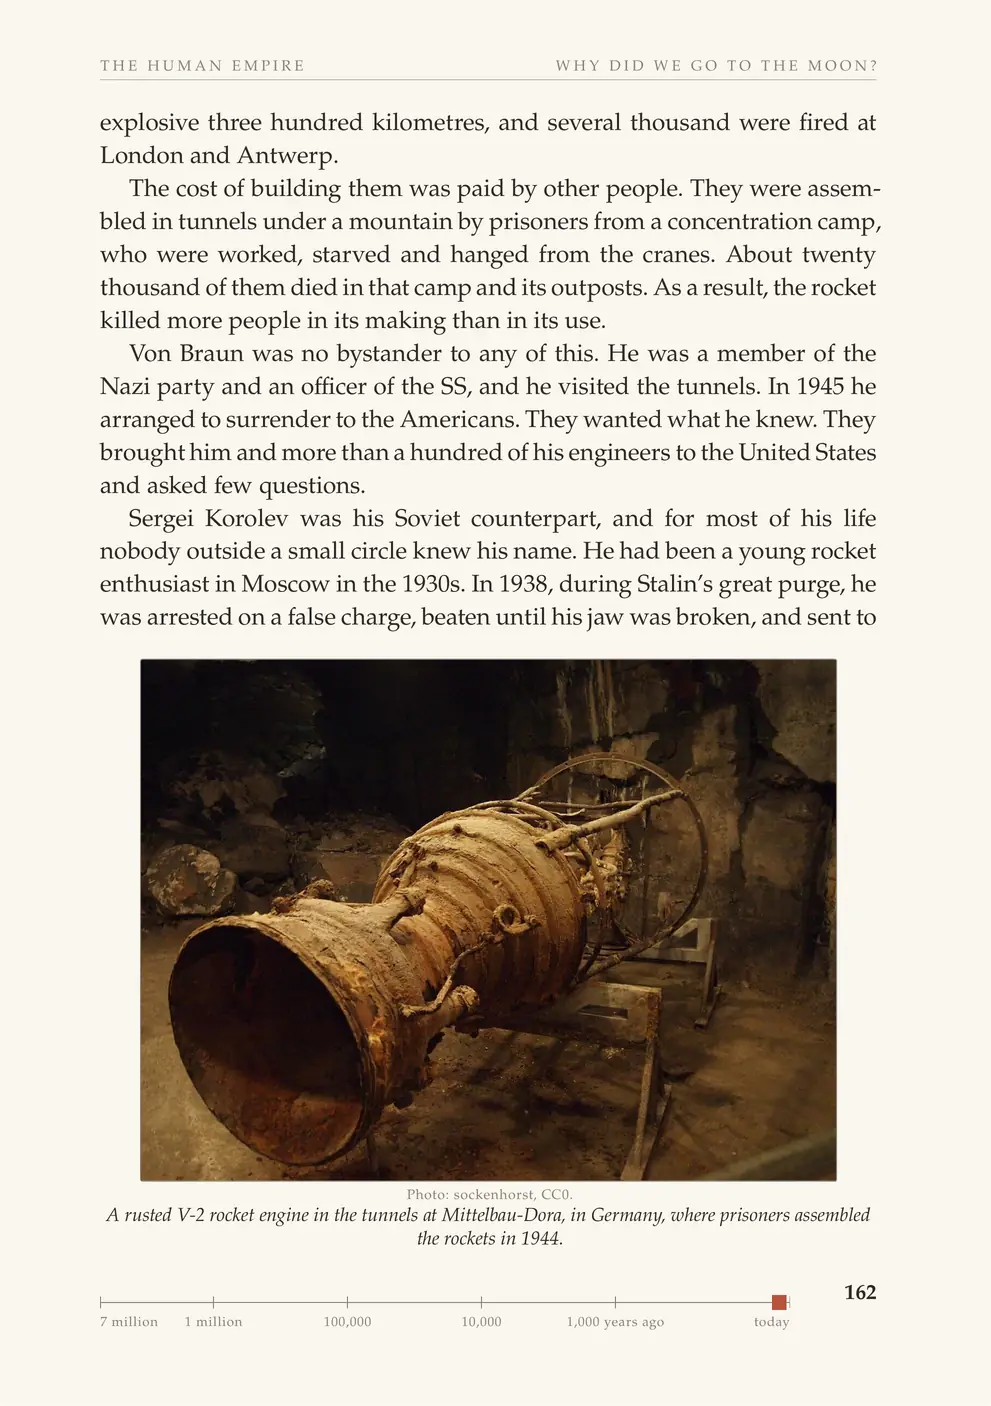 THE HUMAN EMPIRE
WHY DID WE GO TO THE MOON?
explosive three hundred kilometres, and several thousand were fired at
London and Antwerp.
The cost of building them was paid by other people. They were assem-
bled in tunnels under a mountain by prisoners from a concentration camp,
who were worked, starved and hanged from the cranes. About twenty
thousand of them died in that camp and its outposts. As a result, the rocket
killed more people in its making than in its use.
Von Braun was no bystander to any of this. He was a member of the
Nazi party and an officer of the SS, and he visited the tunnels. In 1945 he
arranged to surrender to the Americans. They wanted what he knew. They
brought him and more than a hundred of his engineers to the United States
and asked few questions.
Sergei Korolev was his Soviet counterpart, and for most of his life
nobody outside a small circle knew his name. He had been a young rocket
enthusiast in Moscow in the 1930s. In 1938, during Stalin’s great purge, he
was arrested on a false charge, beaten until his jaw was broken, and sent to
Photo: sockenhorst, CC0.
A rusted V-2 rocket engine in the tunnels at Mittelbau-Dora, in Germany, where prisoners assembled
the rockets in 1944.
162
7 million 1 million 100,000 10,000 1,000 years ago today